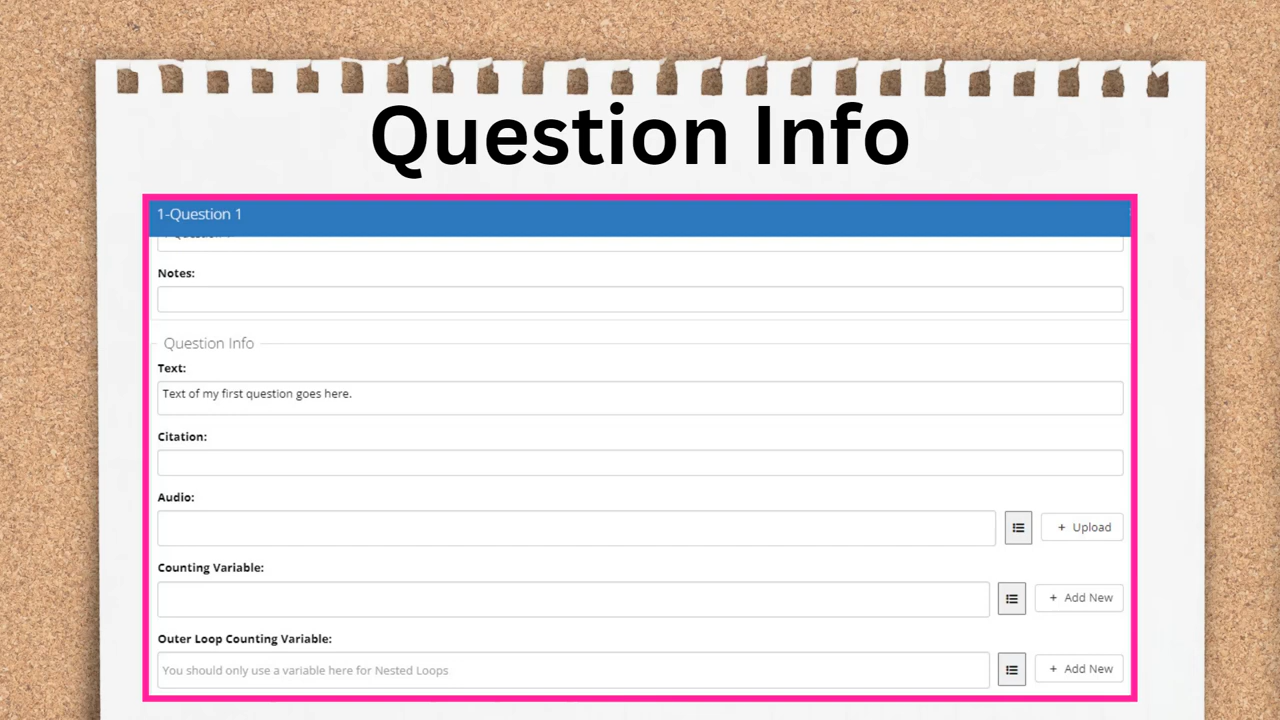 Question Info
1-Question 1
Notes:
Question Info
Text:
Text of my first question goes here.
Citation:
Audio:
+ Upload
Counting Variable:
+ Add New
Outer Loop Counting Variable:
You should only use a variable here for Nested Loops
+ Add New